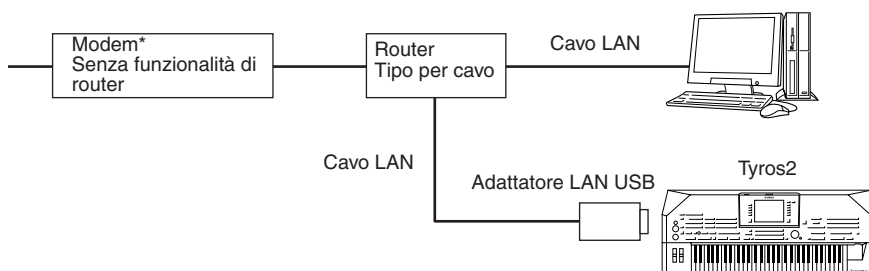 Modem*
Senza funzionalità di
router
Router
Tipo per cavo
Cavo LAN
Cavo LAN
Adattatore LAN USB
Tyros2